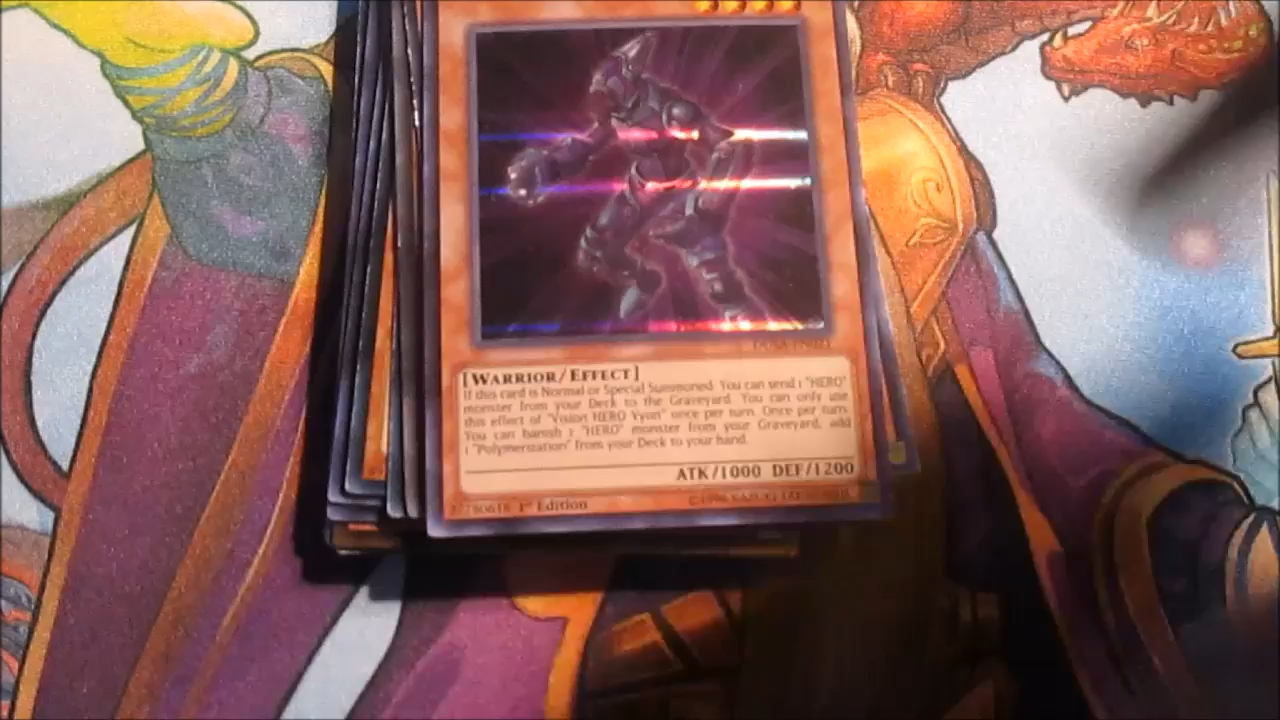 [WARRIOR/EFFECT]
If this card is Normal or Special Summoned: You can send 1 "HERO"
monster from your Deck to the Graveyard. You can only use
this effect of "Vision HERO Vyon" once per turn. Once per turn:
You can banish 1 "HERO" monster from your Graveyard; add
1 "Polymerization" from your Deck to your hand.
ATK/1000 DEF/1200
1st Edition